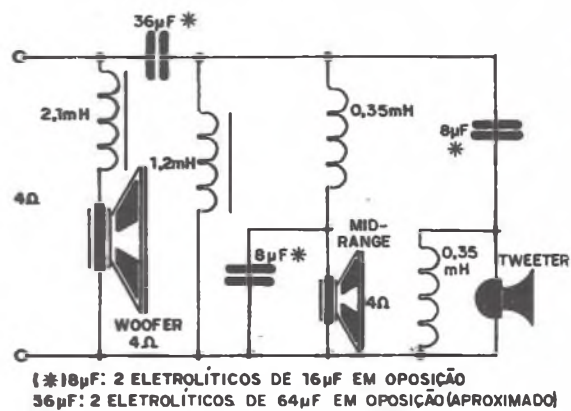 36µF *
2,1mH
1,2mH
0,35mH
8µF
*
4Ω
WOOFER
4Ω
8µF *
MID-
RANGE
4Ω
0,35
mH
TWEETER
(*)8µF: 2 ELETROLÍTICOS DE 16µF EM OPOSIÇÃO
36µF: 2 ELETROLÍTICOS DE 64µF EM OPOSIÇÃO(APROXIMADO)